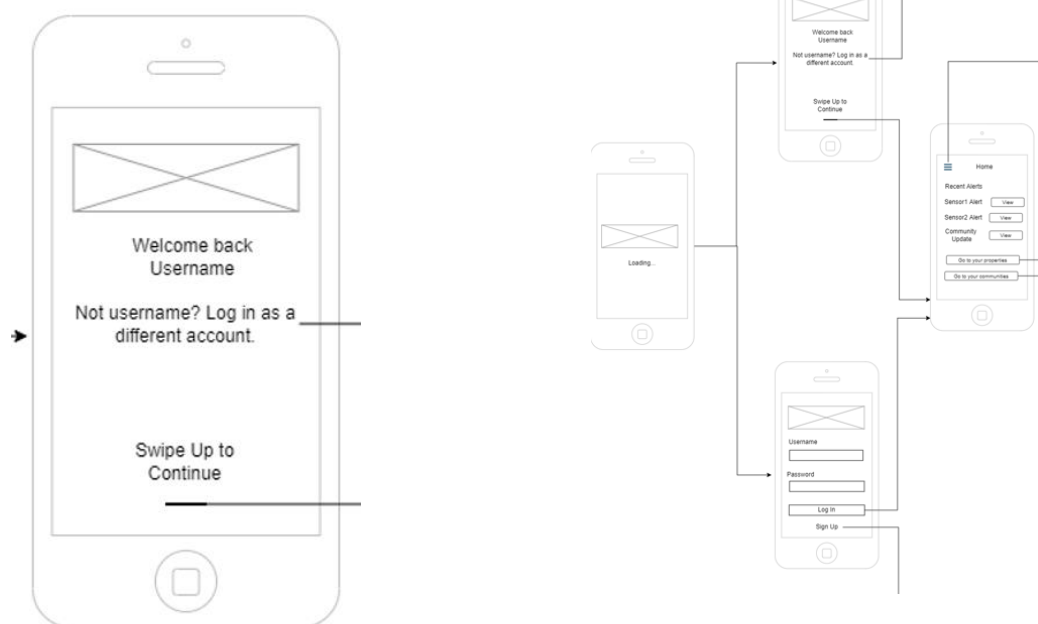 Welcome back
Username
Not username? Log in as a
different account.
Swipe Up to
Continue
Loading...
Welcome back
Username
Not username? Log in as a
different account.
Swipe Up to
Continue
Username
Password
Log In
Sign Up
Home
Recent Alerts
Sensor1 Alert View
Sensor2 Alert View
Community
Update View
Go to your properties
Go to your communities